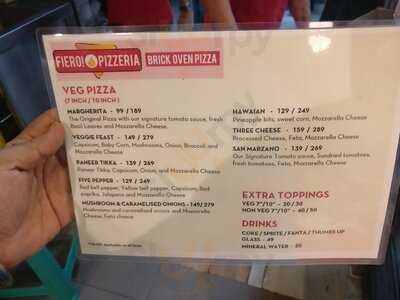 FIERO! PIZZERIA
BRICK OVEN PIZZA
VEG PIZZA
(7 INCH / 10 INCH)
MARGHERITA - 99 / 189
The Original Pizza with our signature tomato sauce, fresh
Basil Leaves and Mozzarella Cheese
VEGGIE FEAST - 149 / 279
Capsicum, Baby Corn, Mushrooms, Onion, Broccoli and
Mozzarella Cheese
PANEER TIKKA - 139 / 269
Paneer Tikka, Capsicum, Onion, and Mozzarella Cheese
FIVE PEPPER - 129 / 249
Red bell pepper, Yellow bell pepper, Capsicum, Red
paprika, Jalapeno and Mozzarella Cheese
MUSHROOM & CARAMELISED ONIONS - 149/279
Mushrooms and caramelised onions and Mozzarella
Cheese, Feta cheese
HAWAIAN - 129 / 249
Pineapple bits, sweet corn, Mozzarella Cheese
THREE CHEESE - 159 / 289
Processed Cheese, Feta, Mozzarella Cheese
SAN MARZANO - 139 / 269
Our Signature Tomato sauce, Sundried tomatoes,
fresh tomatoes, Feta, Mozzarella Cheese
EXTRA TOPPINGS
VEG 7"/10" - 20 / 30
NON VEG 7"/10" - 40 / 50
DRINKS
COKE / SPRITE / FANTA / THUMBS UP
GLASS - 49
MINERAL WATER - 20